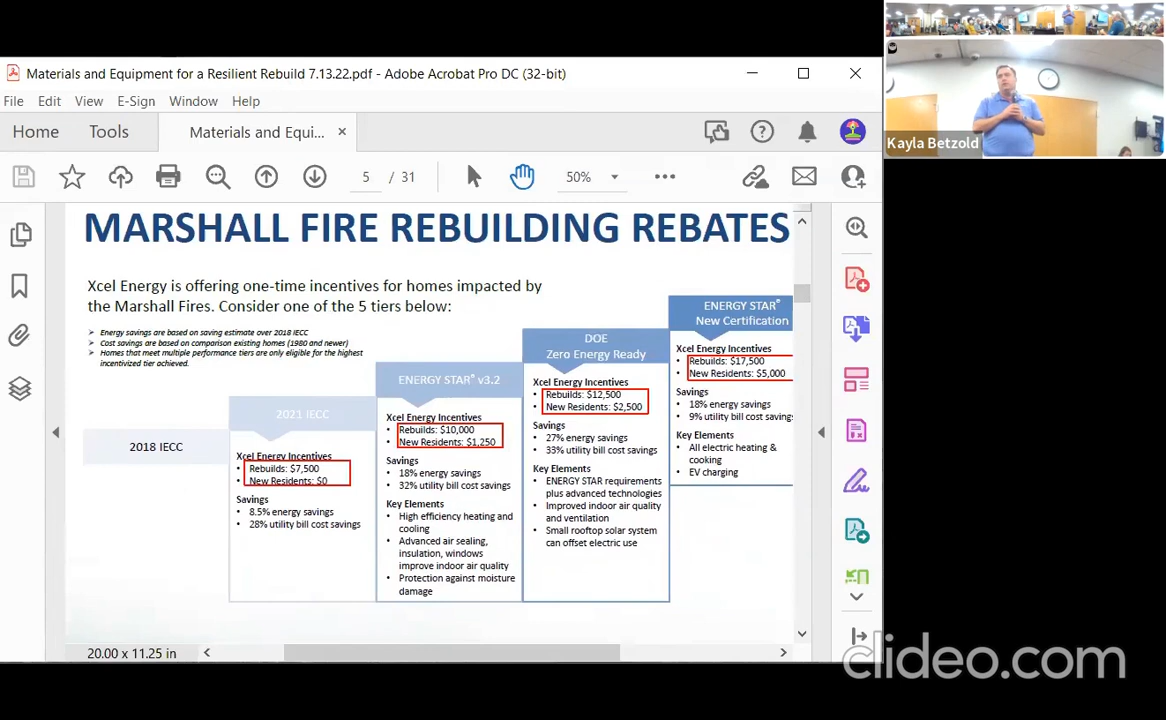 Materials and Equipment for a Resilient Rebuild 7.13.22.pdf - Adobe Acrobat Pro DC (32-bit)
File Edit View E-Sign Window Help
Home Tools Materials and Equi... ×
5 / 31 50%
MARSHALL FIRE REBUILDING REBATES
Xcel Energy is offering one-time incentives for homes impacted by
the Marshall Fires. Consider one of the 5 tiers below:
Energy savings are based on saving estimate over 2018 IECC
Cost savings are based on comparison existing homes (1980 and newer)
Homes that meet multiple performance tiers are only eligible for the highest
incentivized tier achieved.
2018 IECC
2021 IECC
Xcel Energy Incentives
• Rebuilds: $7,500
• New Residents: $0
Savings
• 8.5% energy savings
• 28% utility bill cost savings
ENERGY STAR® v3.2
Xcel Energy Incentives
• Rebuilds: $10,000
• New Residents: $1,250
Savings
• 18% energy savings
• 32% utility bill cost savings
Key Elements
• High efficiency heating and
cooling
• Advanced air sealing,
insulation, windows
improve indoor air quality
• Protection against moisture
damage
DOE
Zero Energy Ready
Xcel Energy Incentives
• Rebuilds: $12,500
• New Residents: $2,500
Savings
• 27% energy savings
• 33% utility bill cost savings
Key Elements
• ENERGY STAR requirements
plus advanced technologies
• Improved indoor air quality
and ventilation
• Small rooftop solar system
can offset electric use
ENERGY STAR®
New Certification
Xcel Energy Incentives
• Rebuilds: $17,500
• New Residents: $5,000
Savings
• 18% energy savings
• 9% utility bill cost savings
Key Elements
• All electric heating &
cooking
• EV charging
20.00 x 11.25 in
Kayla Betzold
clideo.com